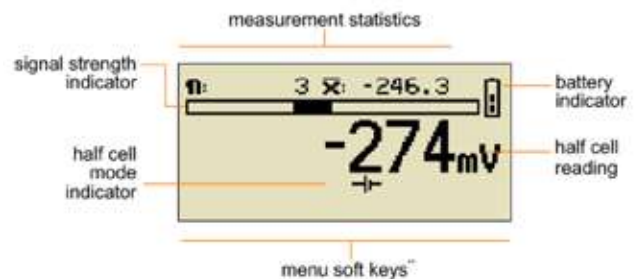 measurement statistics
signal strength
indicator
n: 3 x̄: -246.3
battery
indicator
-274mV
half cell
mode
indicator
half cell
reading
menu soft keys¨